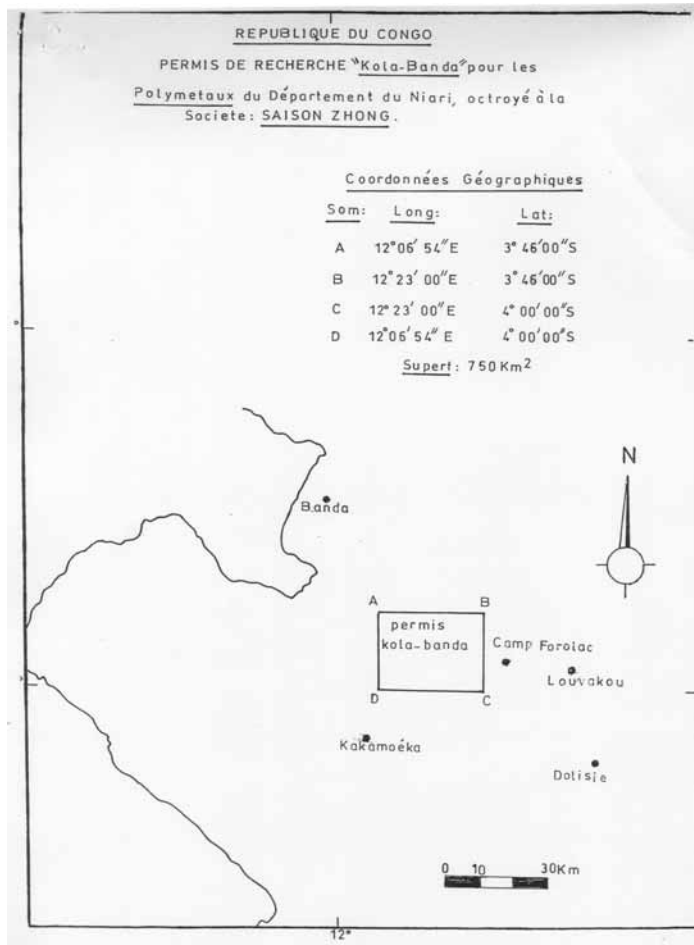 REPUBLIQUE DU CONGO
PERMIS DE RECHERCHE "Kola-Banda" pour les
Polymetaux du Département du Niari, octroyé à la
Societe: SAISON ZHONG.
Coordonnées Géographiques
Som: Long: Lat:
A 12° 06' 54" E 3° 46' 00" S
B 12° 23' 00" E 3° 46' 00" S
C 12° 23' 00" E 4° 00' 00" S
D 12° 06' 54" E 4° 00' 00" S
Superf: 750 Km²
N
Banda
A B
permis
kola-banda
Camp Forolac
Louvakou
D C
Kakamoéka
Dolisie
0 10 30Km
12°